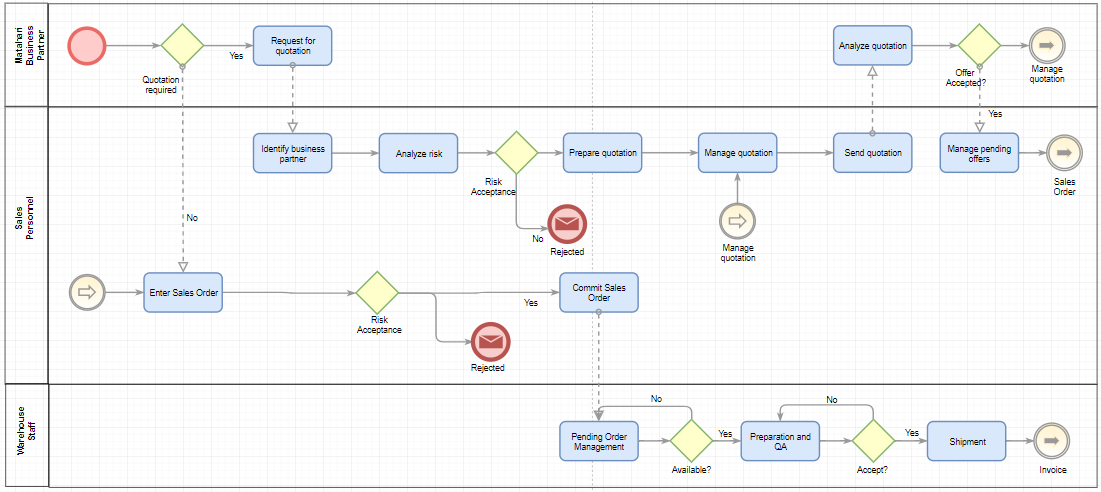 Matahari
Business
Partner
Quotation
required
Yes
Request for
quotation
Analyze quotation
Offer
Accepted?
Manage
quotation
Yes
Sales
Personnel
Identify business
partner
Analyze risk
Risk
Acceptance
Prepare quotation
Manage quotation
Send quotation
Manage pending
offers
Sales
Order
No
No
Rejected
Manage
quotation
Enter Sales Order
Risk
Acceptance
Yes
Commit Sales
Order
Rejected
Warehouse
Staff
No
Pending Order
Management
Available?
Yes
No
Preparation and
QA
Accept?
Yes
Shipment
Invoice